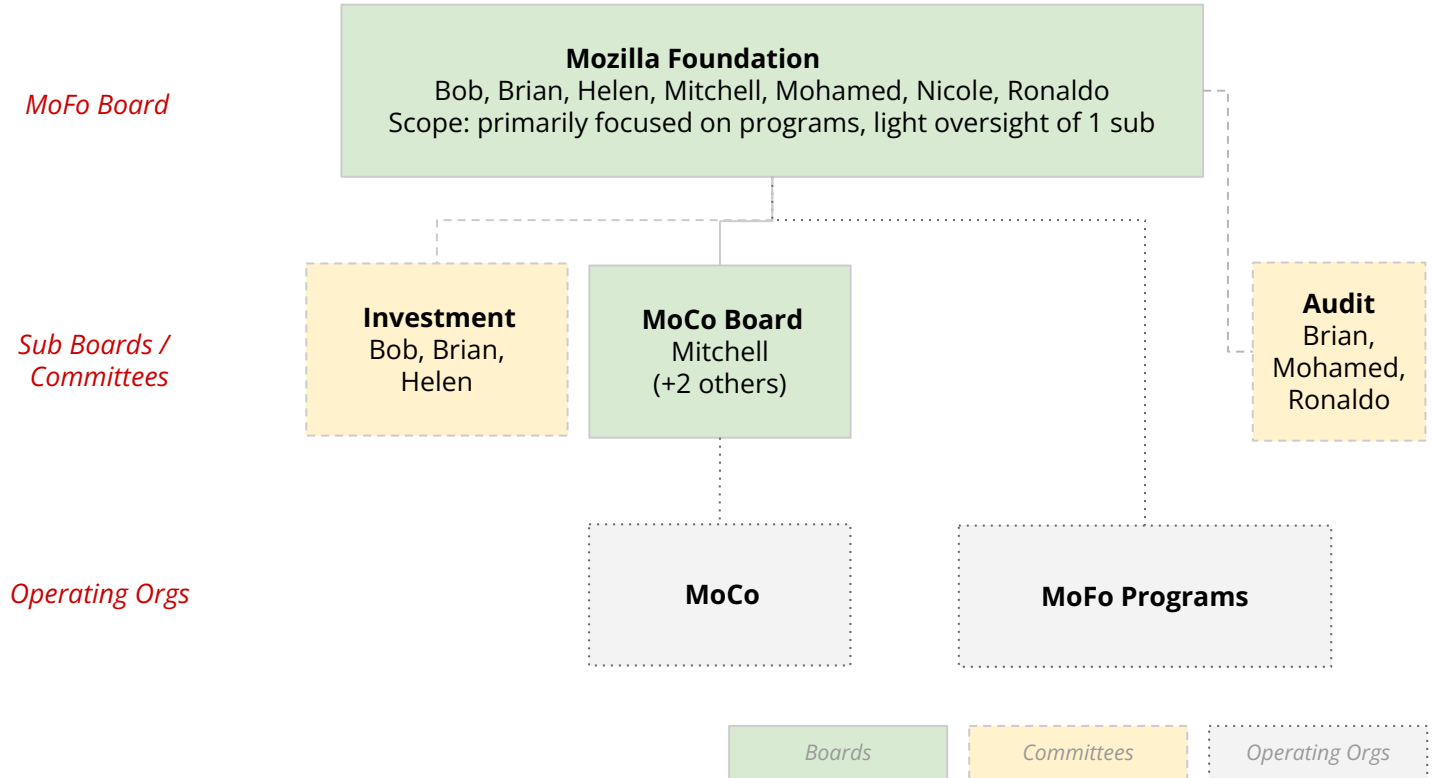 Mozilla Foundation
Bob, Brian, Helen, Mitchell, Mohamed, Nicole, Ronaldo
Scope: primarily focused on programs, light oversight of 1 sub
MoFo Board
Sub Boards /
Committees
Investment
Bob, Brian,
Helen
MoCo Board
Mitchell
(+2 others)
Audit
Brian,
Mohamed,
Ronaldo
Operating Orgs
MoCo
MoFo Programs
Boards
Committees
Operating Orgs